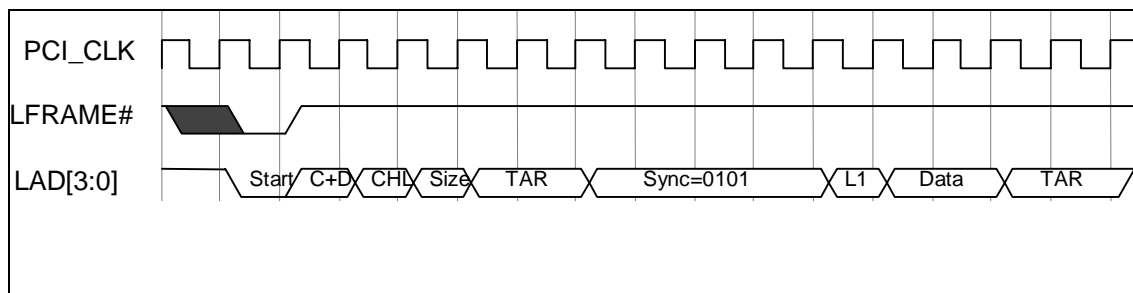 PCI_CLK
LFRAME#
LAD[3:0] Start C+D CHL Size TAR Sync=0101 L1 Data TAR